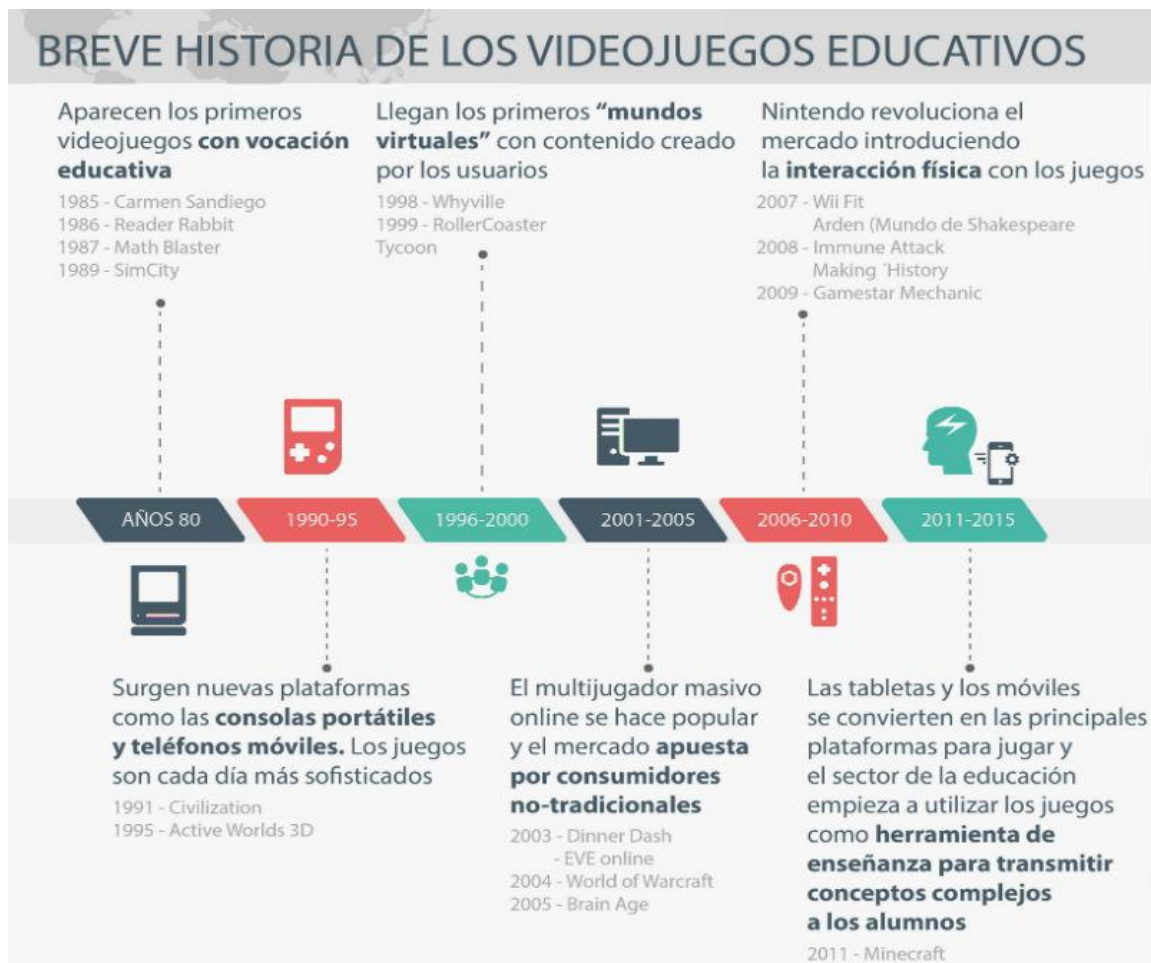 BREVE HISTORIA DE LOS VIDEOJUEGOS EDUCATIVOS
Aparecen los primeros
videojuegos con vocación
educativa
1985 - Carmen Sandiego
1986 - Reader Rabbit
1987 - Math Blaster
1989 - SimCity
Llegan los primeros “mundos
virtuales” con contenido creado
por los usuarios
1998 - Whyville
1999 - RollerCoaster
Tycoon
Nintendo revoluciona el
mercado introduciendo
la interacción física con los juegos
2007 - Wii Fit
Arden (Mundo de Shakespeare
2008 - Immune Attack
Making ´History
2009 - Gamestar Mechanic
AÑOS 80
1990-95
1996-2000
2001-2005
2006-2010
2011-2015
Surgen nuevas plataformas
como las consolas portátiles
y teléfonos móviles. Los juegos
son cada día más sofisticados
1991 - Civilization
1995 - Active Worlds 3D
El multijugador masivo
online se hace popular
y el mercado apuesta
por consumidores
no-tradicionales
2003 - Dinner Dash
- EVE online
2004 - World of Warcraft
2005 - Brain Age
Las tabletas y los móviles
se convierten en las principales
plataformas para jugar y
el sector de la educación
empieza a utilizar los juegos
como herramienta de
enseñanza para transmitir
conceptos complejos
a los alumnos
2011 - Minecraft